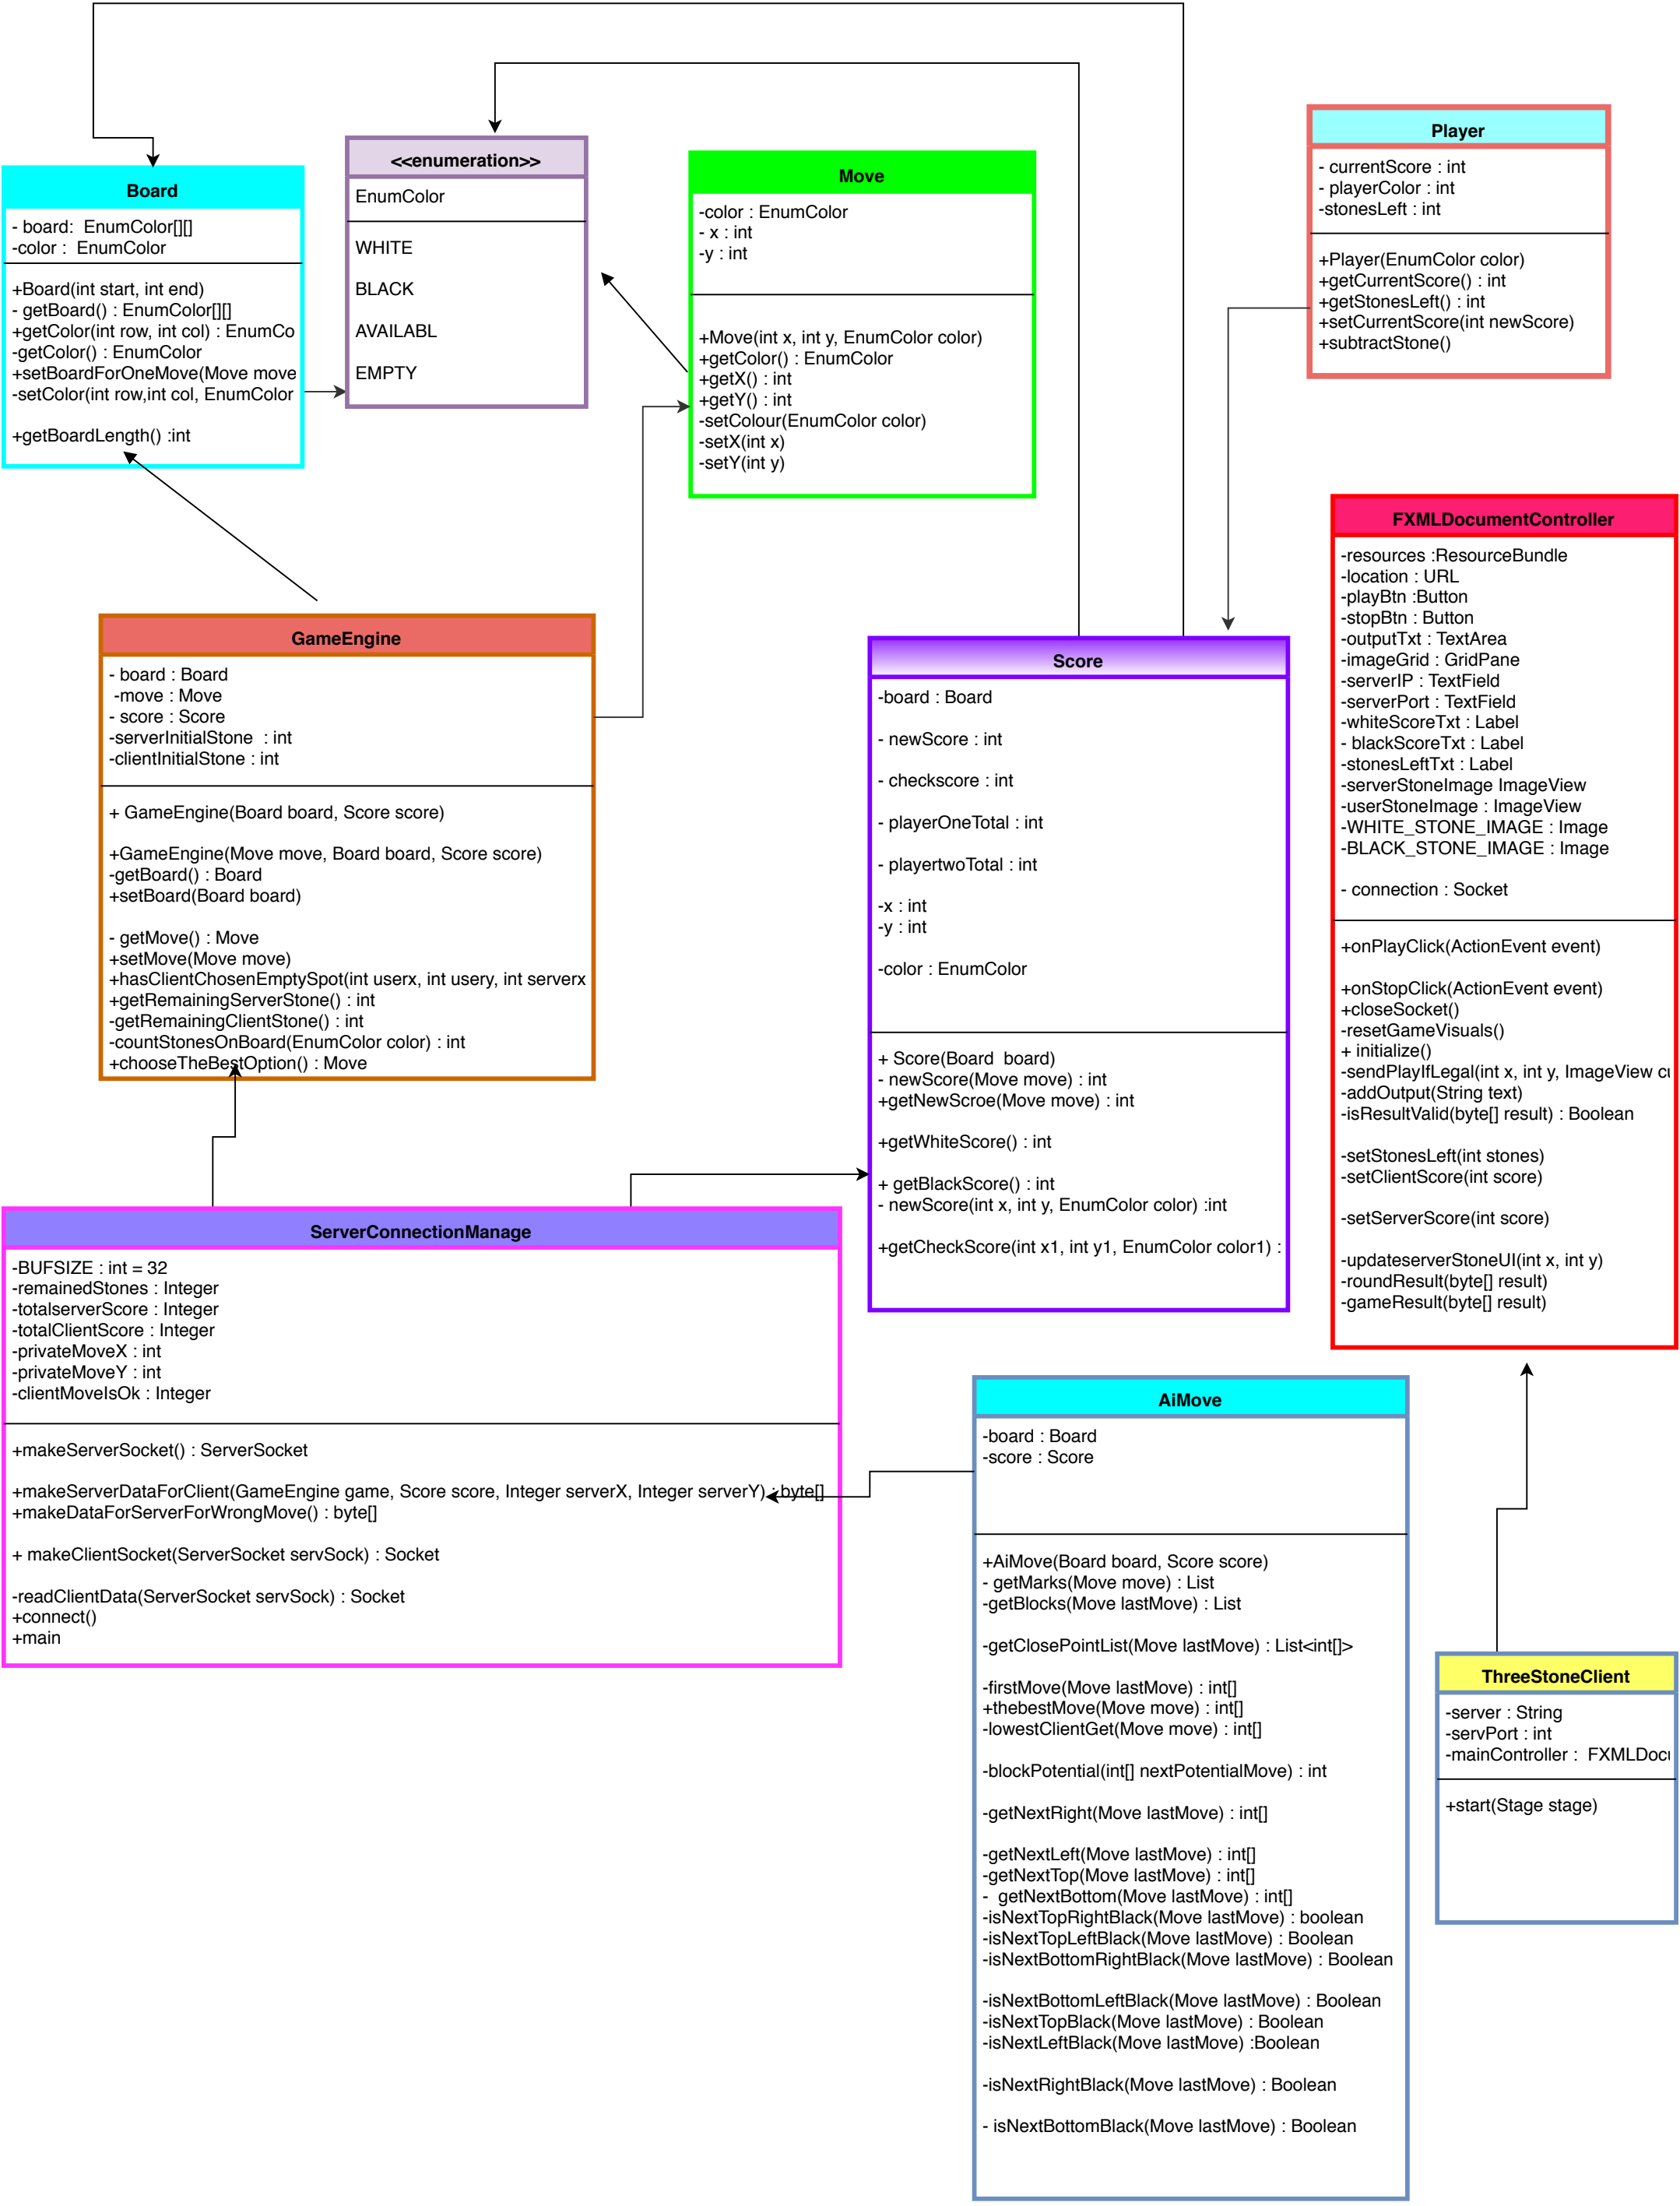 Board
- board:  EnumColor[][]
-color :  EnumColor
+Board(int start, int end)
- getBoard() : EnumColor[][]
+getColor(int row, int col) : EnumCo
-getColor() : EnumColor
+setBoardForOneMove(Move move
-setColor(int row,int col, EnumColor
+getBoardLength() :int
<<enumeration>>
EnumColor
WHITE
BLACK
AVAILABL
EMPTY
Move
-color : EnumColor
- x : int
-y : int
+Move(int x, int y, EnumColor color)
+getColor() : EnumColor
+getX() : int
+getY() : int
-setColour(EnumColor color)
-setX(int x)
-setY(int y)
Player
- currentScore : int
- playerColor : int
-stonesLeft : int
+Player(EnumColor color)
+getCurrentScore() : int
+getStonesLeft() : int
+setCurrentScore(int newScore)
+subtractStone()
GameEngine
- board : Board
-move : Move
- score : Score
-serverInitialStone  : int
-clientInitialStone : int
+ GameEngine(Board board, Score score)
+GameEngine(Move move, Board board, Score score)
-getBoard() : Board
+setBoard(Board board)
- getMove() : Move
+setMove(Move move)
+hasClientChosenEmptySpot(int userx, int usery, int serverx
+getRemainingServerStone() : int
-getRemainingClientStone() : int
-countStonesOnBoard(EnumColor color) : int
+chooseTheBestOption() : Move
Score
-board : Board
- newScore : int
- checkscore : int
- playerOneTotal : int
- playertwoTotal : int
-x : int
-y : int
-color : EnumColor
+ Score(Board  board)
- newScore(Move move) : int
+getNewScroe(Move move) : int
+getWhiteScore() : int
+ getBlackScore() : int
- newScore(int x, int y, EnumColor color) :int
+getCheckScore(int x1, int y1, EnumColor color1) :
FXMLDocumentController
-resources :ResourceBundle
-location : URL
-playBtn :Button
-stopBtn : Button
-outputTxt : TextArea
-imageGrid : GridPane
-serverIP : TextField
-serverPort : TextField
-whiteScoreTxt : Label
- blackScoreTxt : Label
-stonesLeftTxt : Label
-serverStoneImage ImageView
-userStoneImage : ImageView
-WHITE_STONE_IMAGE : Image
-BLACK_STONE_IMAGE : Image
- connection : Socket
+onPlayClick(ActionEvent event)
+onStopClick(ActionEvent event)
+closeSocket()
-resetGameVisuals()
+ initialize()
-sendPlayIfLegal(int x, int y, ImageView cu
-addOutput(String text)
-isResultValid(byte[] result) : Boolean
-setStonesLeft(int stones)
-setClientScore(int score)
-setServerScore(int score)
-updateserverStoneUI(int x, int y)
-roundResult(byte[] result)
-gameResult(byte[] result)
ServerConnectionManage
-BUFSIZE : int = 32
-remainedStones : Integer
-totalserverScore : Integer
-totalClientScore : Integer
-privateMoveX : int
-privateMoveY : int
-clientMoveIsOk : Integer
+makeServerSocket() : ServerSocket
+makeServerDataForClient(GameEngine game, Score score, Integer serverX, Integer serverY) : byte[]
+makeDataForServerForWrongMove() : byte[]
+ makeClientSocket(ServerSocket servSock) : Socket
-readClientData(ServerSocket servSock) : Socket
+connect()
+main
AiMove
-board : Board
-score : Score
+AiMove(Board board, Score score)
- getMarks(Move move) : List
-getBlocks(Move lastMove) : List
-getClosePointList(Move lastMove) : List<int[]>
-firstMove(Move lastMove) : int[]
+thebestMove(Move move) : int[]
-lowestClientGet(Move move) : int[]
-blockPotential(int[] nextPotentialMove) : int
-getNextRight(Move lastMove) : int[]
-getNextLeft(Move lastMove) : int[]
-getNextTop(Move lastMove) : int[]
-  getNextBottom(Move lastMove) : int[]
-isNextTopRightBlack(Move lastMove) : boolean
-isNextTopLeftBlack(Move lastMove) : Boolean
-isNextBottomRightBlack(Move lastMove) : Boolean
-isNextBottomLeftBlack(Move lastMove) : Boolean
-isNextTopBlack(Move lastMove) : Boolean
-isNextLeftBlack(Move lastMove) :Boolean
-isNextRightBlack(Move lastMove) : Boolean
- isNextBottomBlack(Move lastMove) : Boolean
ThreeStoneClient
-server : String
-servPort : int
-mainController :  FXMLDocu
+start(Stage stage)